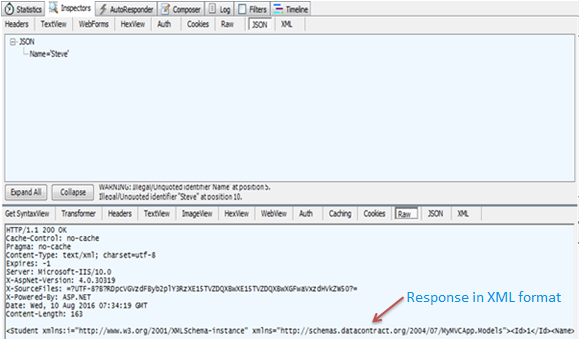 Statistics Inspectors AutoResponder Composer Log Filters Timeline
Headers TextView WebForms HexView Auth Cookies Raw JSON XML
JSON
Name='Steve'
Expand All Collapse WARNING: Illegal/Unquoted identifier Name at position 5.
Illegal/Unquoted identifier "Steve" at position 10.
Get SyntaxView Transformer Headers TextView ImageView HexView WebView Auth Caching Cookies Raw JSON XML
HTTP/1.1 200 OK
Cache-Control: no-cache
Pragma: no-cache
Content-Type: text/xml; charset=utf-8
Expires: -1
Server: Microsoft-IIS/10.0
X-AspNet-Version: 4.0.30319
X-SourceFiles:
X-Powered-By: ASP.NET
Date: Wed, 10 Aug 2016 07:34:19 GMT
Content-Length: 163
Response in XML format
<Student xmlns:i="http://www.w3.org/2001/XMLSchema-instance" xmlns="http://schemas.datacontract.org/2004/07/MyMVCApp.Models"><Id>1</Id><Name>